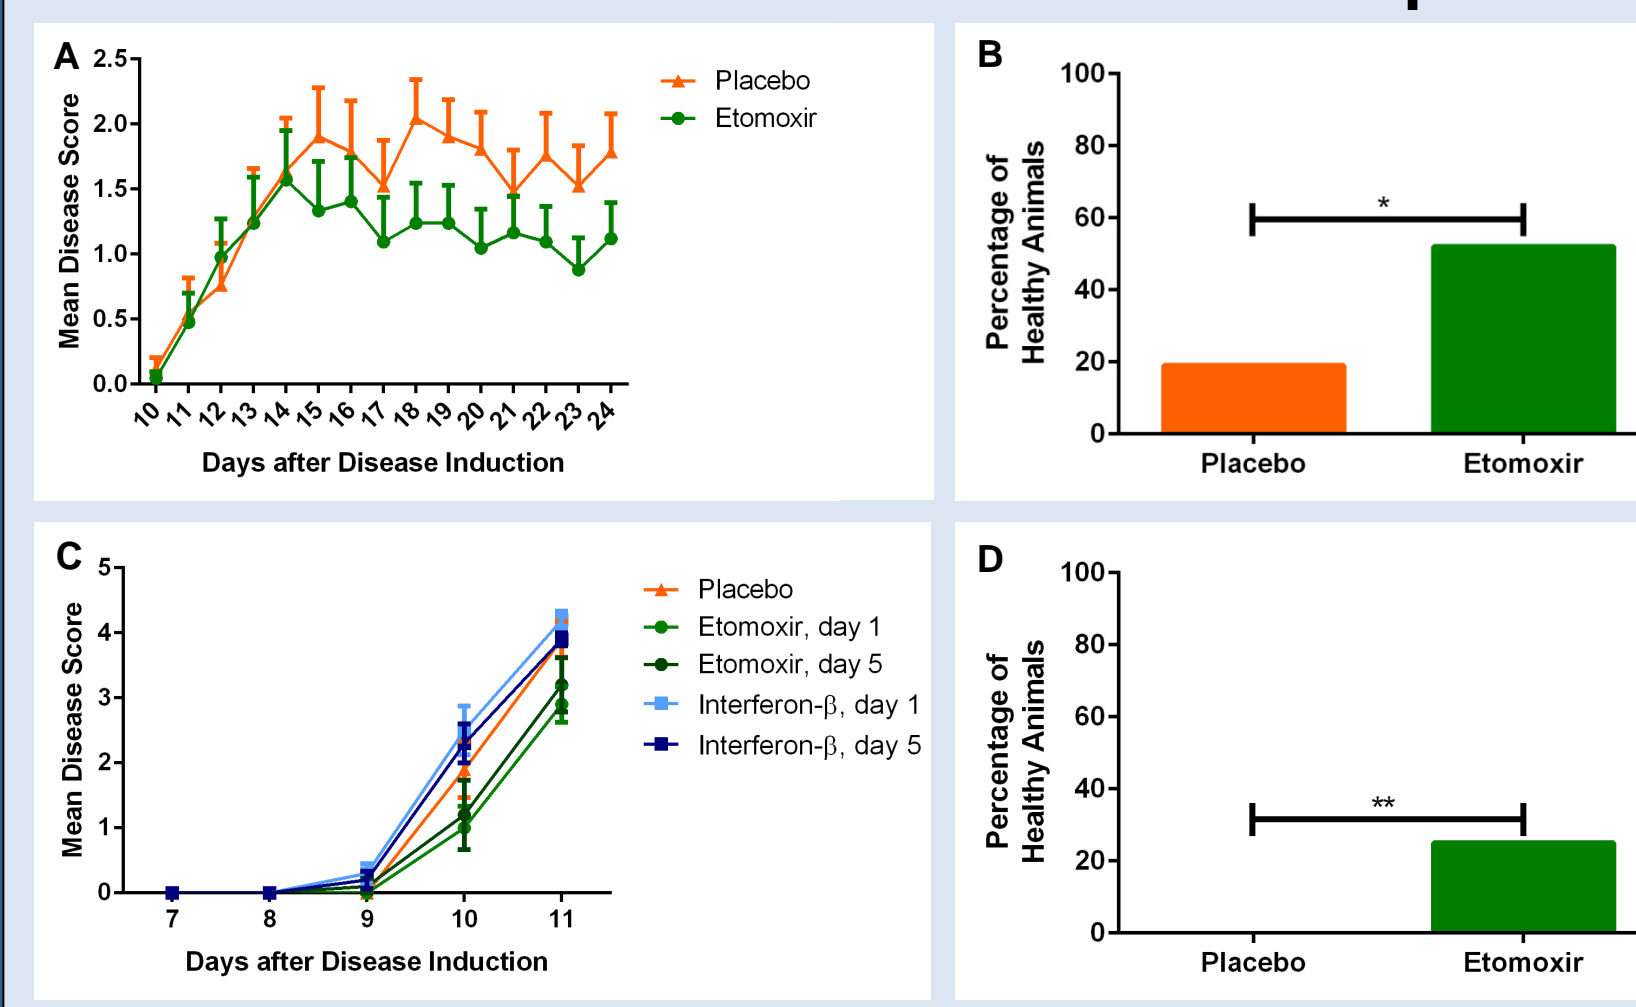 A
2.5
2.0
1.5
1.0
0.5
0.0
Mean Disease Score
10 11 12 13 14 15 16 17 18 19 20 21 22 23 24
Days after Disease Induction
Placebo
Etomoxir
B
100
80
60
40
20
0
Percentage of
Healthy Animals
*
Placebo Etomoxir
C
5
4
3
2
1
0
Mean Disease Score
7 8 9 10 11
Days after Disease Induction
Placebo
Etomoxir, day 1
Etomoxir, day 5
Interferon-β, day 1
Interferon-β, day 5
D
100
80
60
40
20
0
Percentage of
Healthy Animals
**
Placebo Etomoxir